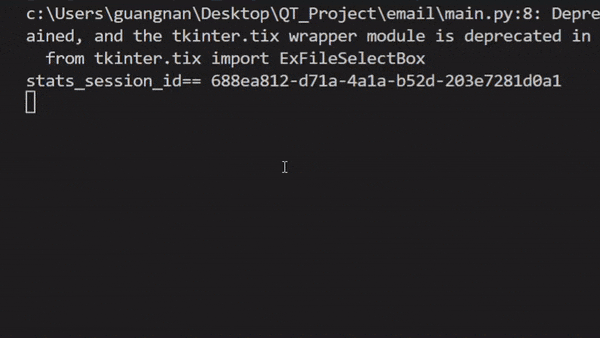 c:\Users\guangnan\Desktop\QT_Project\email\main.py:8: Depre
ained, and the tkinter.tix wrapper module is deprecated in
from tkinter.tix import ExFileSelectBox
stats_session_id== 688ea812-d71a-4a1a-b52d-203e7281d0a1